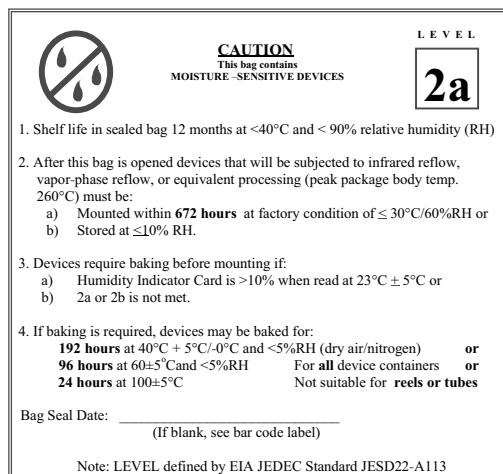 L E V E L
CAUTION
This bag contains
MOISTURE –SENSITIVE DEVICES
2a
1. Shelf life in sealed bag 12 months at <40°C and < 90% relative humidity (RH)
2. After this bag is opened devices that will be subjected to infrared reflow,
vapor-phase reflow, or equivalent processing (peak package body temp.
260°C) must be:
a) Mounted within 672 hours at factory condition of ≤ 30°C/60%RH or
b) Stored at ≤10% RH.
3. Devices require baking before mounting if:
a) Humidity Indicator Card is >10% when read at 23°C ± 5°C or
b) 2a or 2b is not met.
4. If baking is required, devices may be baked for:
192 hours at 40°C + 5°C/-0°C and <5%RH (dry air/nitrogen) or
96 hours at 60±5°Cand <5%RH For all device containers or
24 hours at 100±5°C Not suitable for reels or tubes
Bag Seal Date: ______________________________
(If blank, see bar code label)
Note: LEVEL defined by EIA JEDEC Standard JESD22-A113